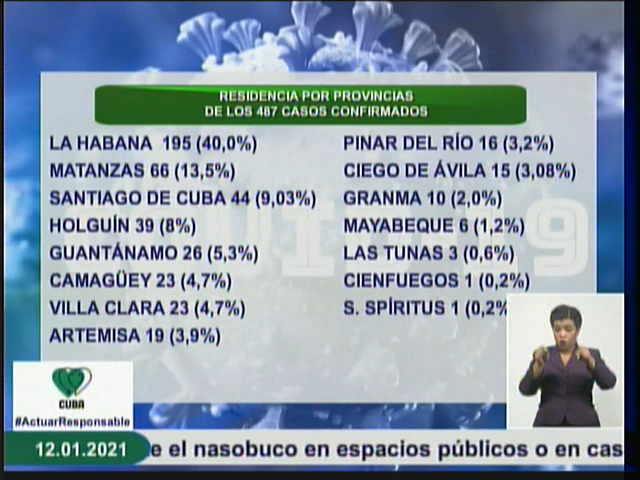 RESIDENCIA POR PROVINCIAS
DE LOS 487 CASOS CONFIRMADOS
LA HABANA 195 (40,0%)
MATANZAS 66 (13,5%)
SANTIAGO DE CUBA 44 (9,03%)
HOLGUÍN 39 (8%)
GUANTÁNAMO 26 (5,3%)
CAMAGÜEY 23 (4,7%)
VILLA CLARA 23 (4,7%)
ARTEMISA 19 (3,9%)
PINAR DEL RÍO 16 (3,2%)
CIEGO DE ÁVILA 15 (3,08%)
GRANMA 10 (2,0%)
MAYABEQUE 6 (1,2%)
LAS TUNAS 3 (0,6%)
CIENFUEGOS 1 (0,2%)
S. SPÍRITUS 1 (0,2%
CUBA
#ActuarResponsable
12.01.2021
e el nasobuco en espacios públicos o en cas